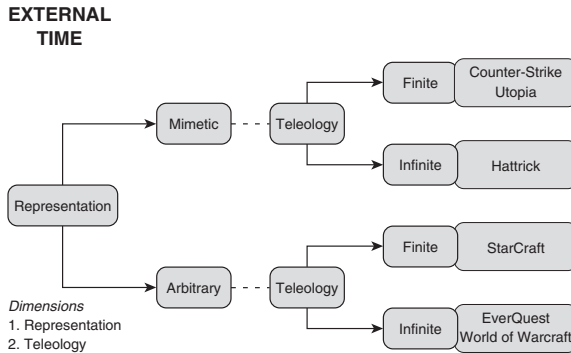 EXTERNAL
TIME
Finite
Counter-Strike
Utopia
Mimetic
Teleology
Infinite
Hattrick
Representation
Finite
StarCraft
Arbitrary
Teleology
Infinite
EverQuest
World of Warcraft
Dimensions
1. Representation
2. Teleology